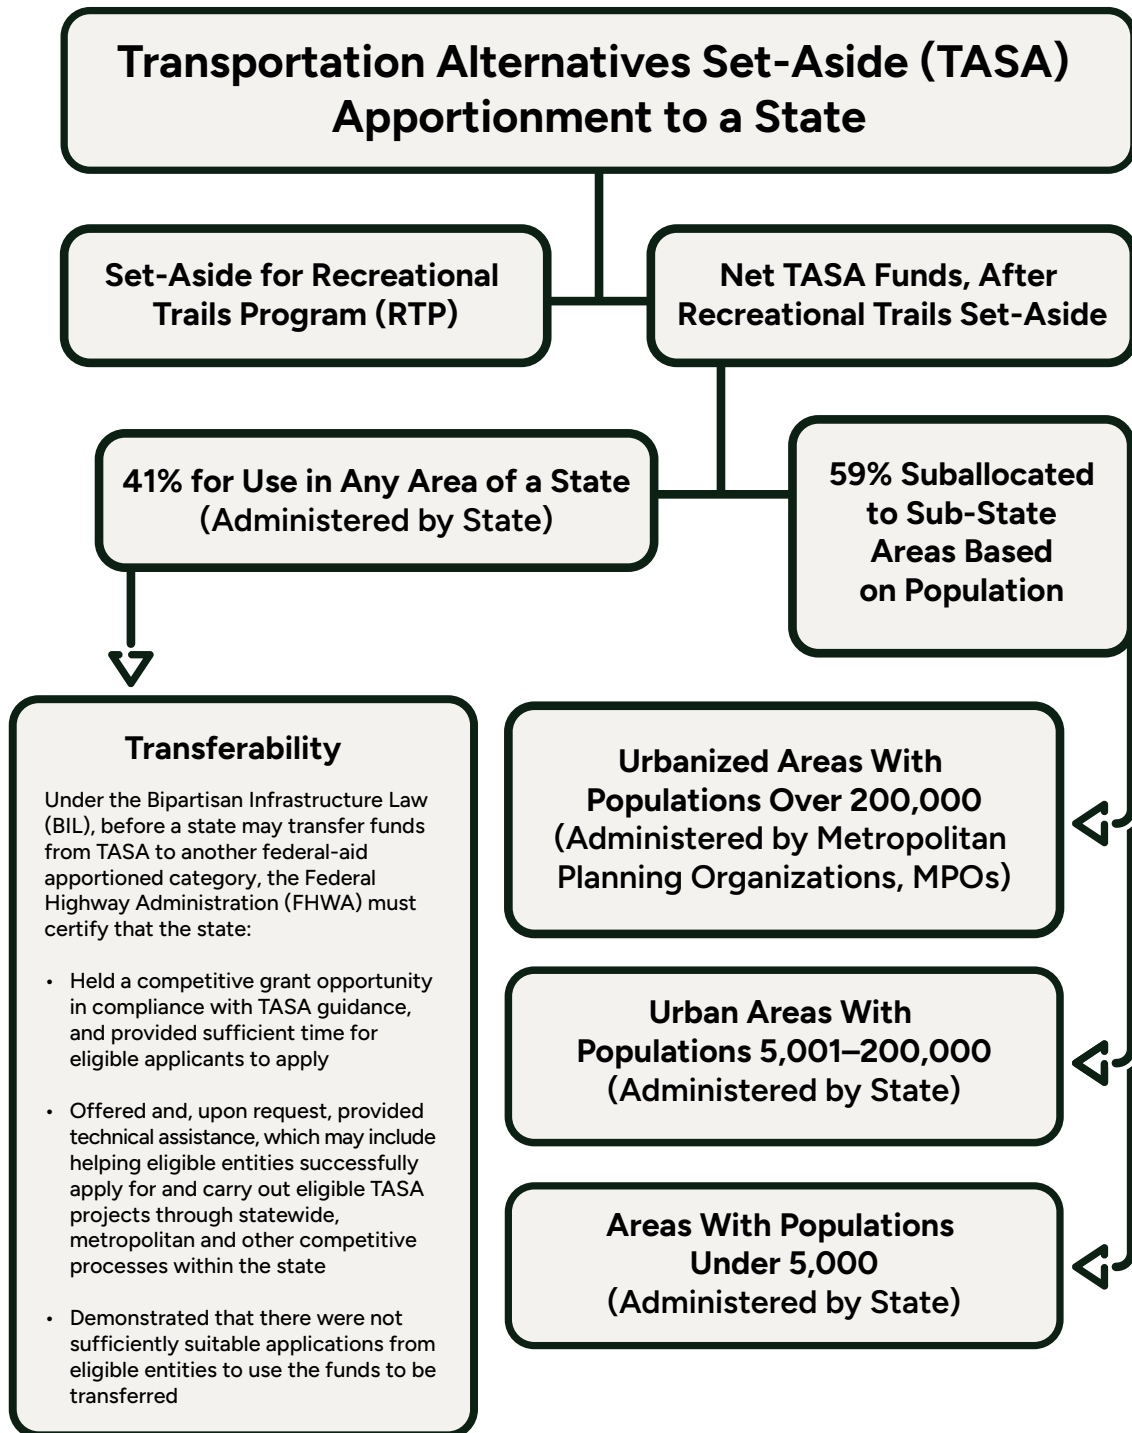 Transportation Alternatives Set-Aside (TASA)
Apportionment to a State
Set-Aside for Recreational
Trails Program (RTP)
Net TASA Funds, After
Recreational Trails Set-Aside
41% for Use in Any Area of a State
(Administered by State)
59% Suballocated
to Sub-State
Areas Based
on Population
Transferability
Under the Bipartisan Infrastructure Law
(BIL), before a state may transfer funds
from TASA to another federal-aid
apportioned category, the Federal
Highway Administration (FHWA) must
certify that the state:
• Held a competitive grant opportunity
in compliance with TASA guidance,
and provided sufficient time for
eligible applicants to apply
• Offered and, upon request, provided
technical assistance, which may include
helping eligible entities successfully
apply for and carry out eligible TASA
projects through statewide,
metropolitan and other competitive
processes within the state
• Demonstrated that there were not
sufficiently suitable applications from
eligible entities to use the funds to be
transferred
Urbanized Areas With
Populations Over 200,000
(Administered by Metropolitan
Planning Organizations, MPOs)
Urban Areas With
Populations 5,001–200,000
(Administered by State)
Areas With Populations
Under 5,000
(Administered by State)